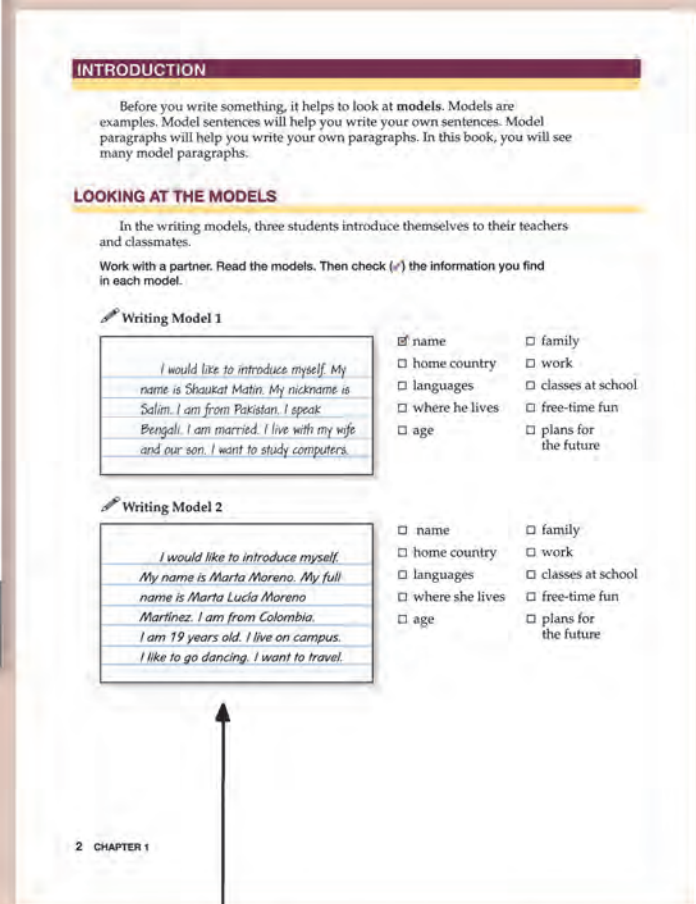 INTRODUCTION
Before you write something, it helps to look at models. Models are
examples. Model sentences will help you write your own sentences. Model
paragraphs will help you write your own paragraphs. In this book, you will see
many model paragraphs.
LOOKING AT THE MODELS
In the writing models, three students introduce themselves to their teachers
and classmates.
Work with a partner. Read the models. Then check (✓) the information you find
in each model.
Writing Model 1
I would like to introduce myself. My
name is Shaukat Matin. My nickname is
Salim. I am from Pakistan. I speak
Bengali. I am married. I live with my wife
and our son. I want to study computers.
☑ name
☐ home country
☐ languages
☐ where he lives
☐ age
☐ family
☐ work
☐ classes at school
☐ free-time fun
☐ plans for
the future
Writing Model 2
I would like to introduce myself.
My name is Marta Moreno. My full
name is Marta Lucía Moreno
Martínez. I am from Colombia.
I am 19 years old. I live on campus.
I like to go dancing. I want to travel.
☐ name
☐ home country
☐ languages
☐ where she lives
☐ age
☐ family
☐ work
☐ classes at school
☐ free-time fun
☐ plans for
the future
2 CHAPTER 1